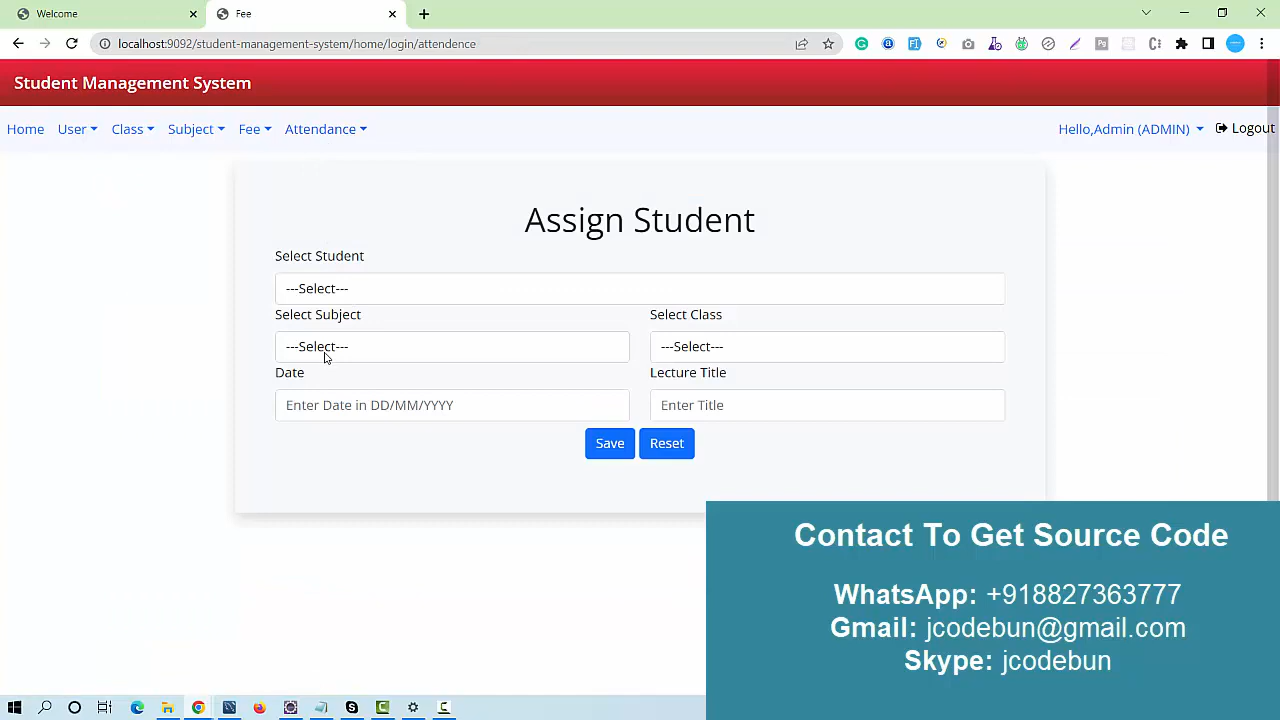 Welcome
Fee
localhost:9092/student-management-system/home/login/attendence
Student Management System
Home User Class Subject Fee Attendance Hello,Admin (ADMIN) Logout
Assign Student
Select Student
---Select---
Select Subject Select Class
---Select--- ---Select---
Date Lecture Title
Enter Date in DD/MM/YYYY Enter Title
Save Reset
Contact To Get Source Code
WhatsApp: +918827363777
Gmail: jcodebun@gmail.com
Skype: jcodebun